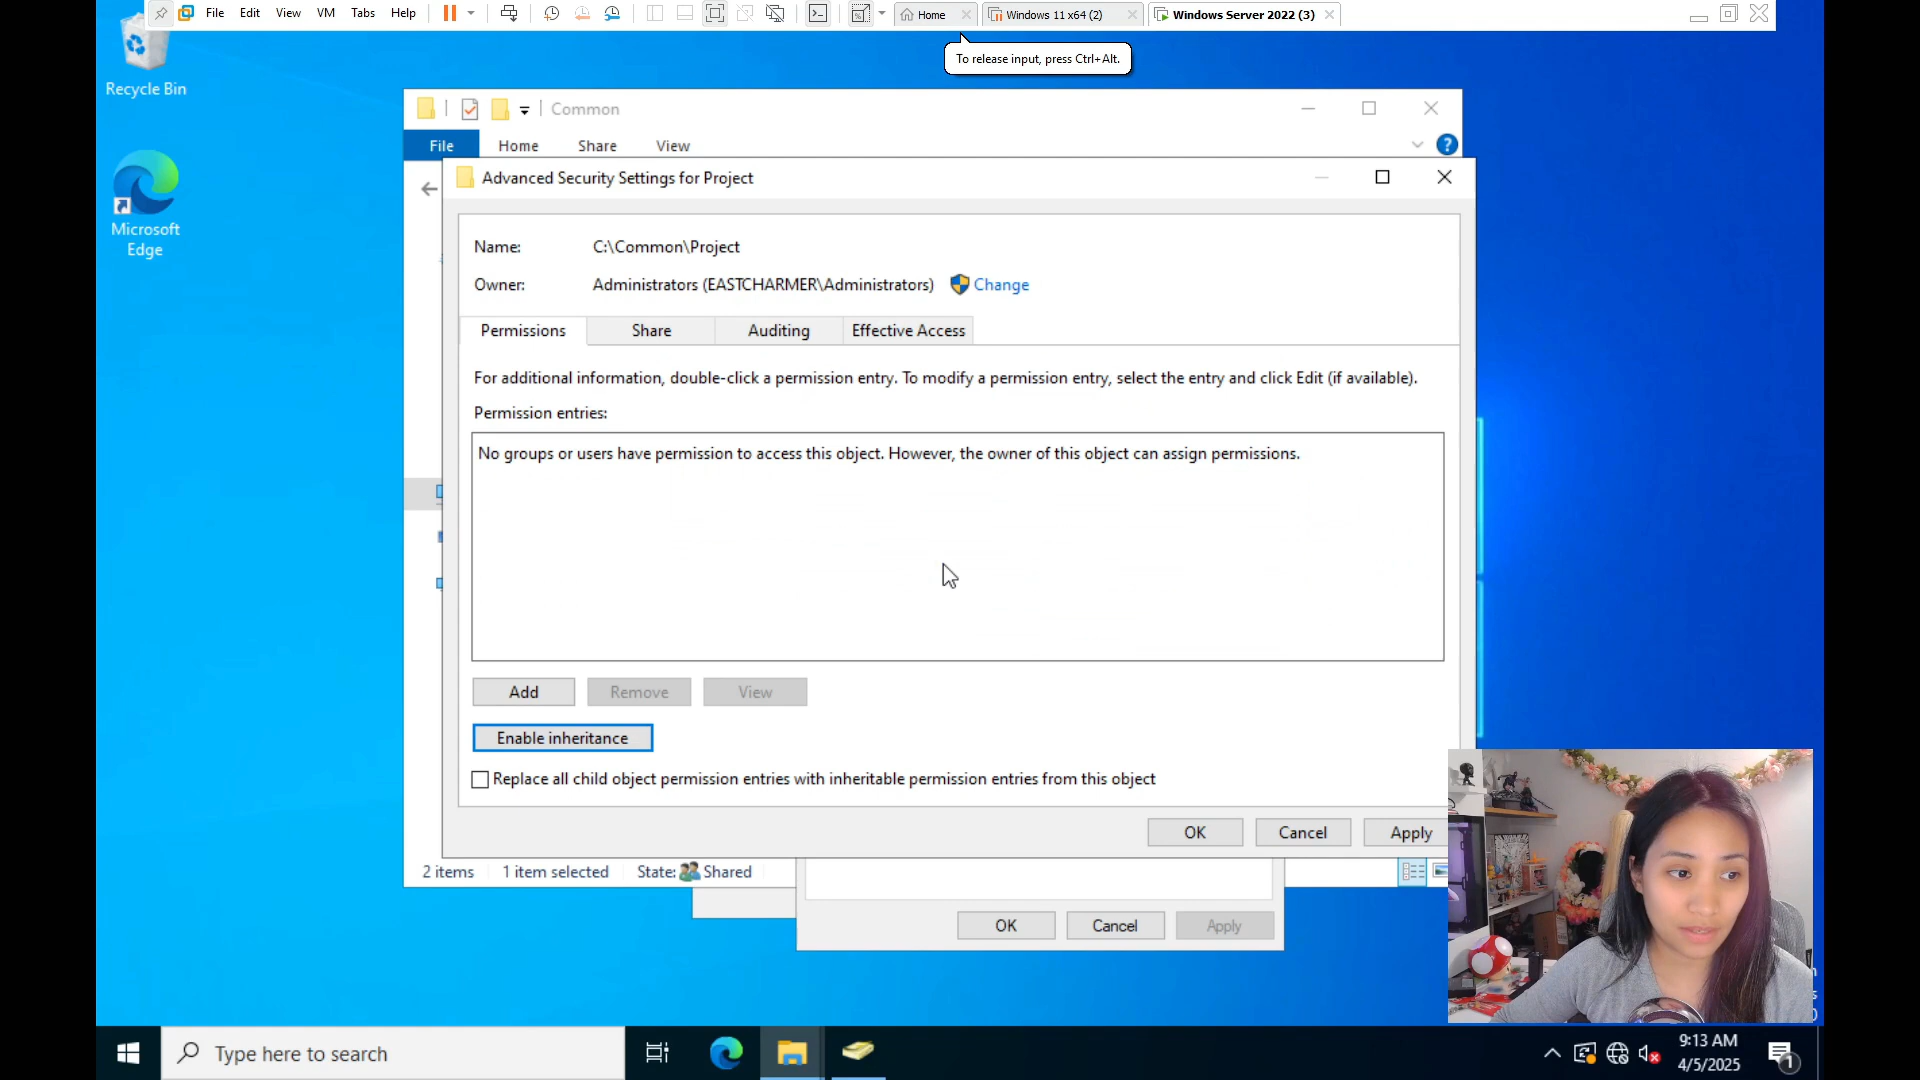 File Edit View VM Tabs Help
Home
Windows 11 x64 (2)
Windows Server 2022 (3)
To release input, press Ctrl+Alt.
Recycle Bin
Microsoft
Edge
Common
File Home Share View
Advanced Security Settings for Project
Name: C:\Common\Project
Owner: Administrators (EASTCHARMER\Administrators) Change
Permissions Share Auditing Effective Access
For additional information, double-click a permission entry. To modify a permission entry, select the entry and click Edit (if available).
Permission entries:
No groups or users have permission to access this object. However, the owner of this object can assign permissions.
Add Remove View
Enable inheritance
Replace all child object permission entries with inheritable permission entries from this object
OK Cancel Apply
2 items 1 item selected State: Shared
OK Cancel Apply
Type here to search
9:13 AM
4/5/2025
1